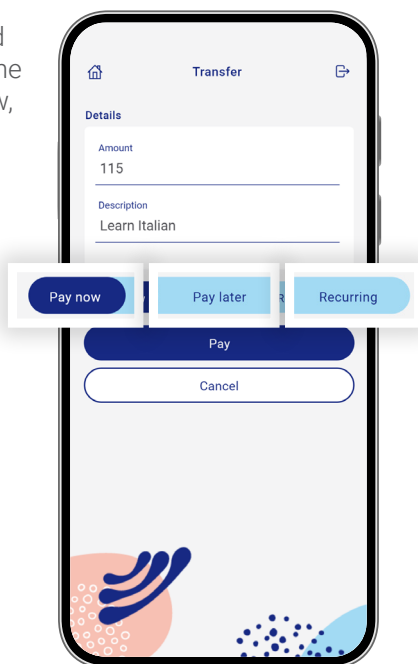 Transfer
Details
Amount
115
Description
Learn Italian
Pay now
Pay later
Recurring
Pay
Cancel